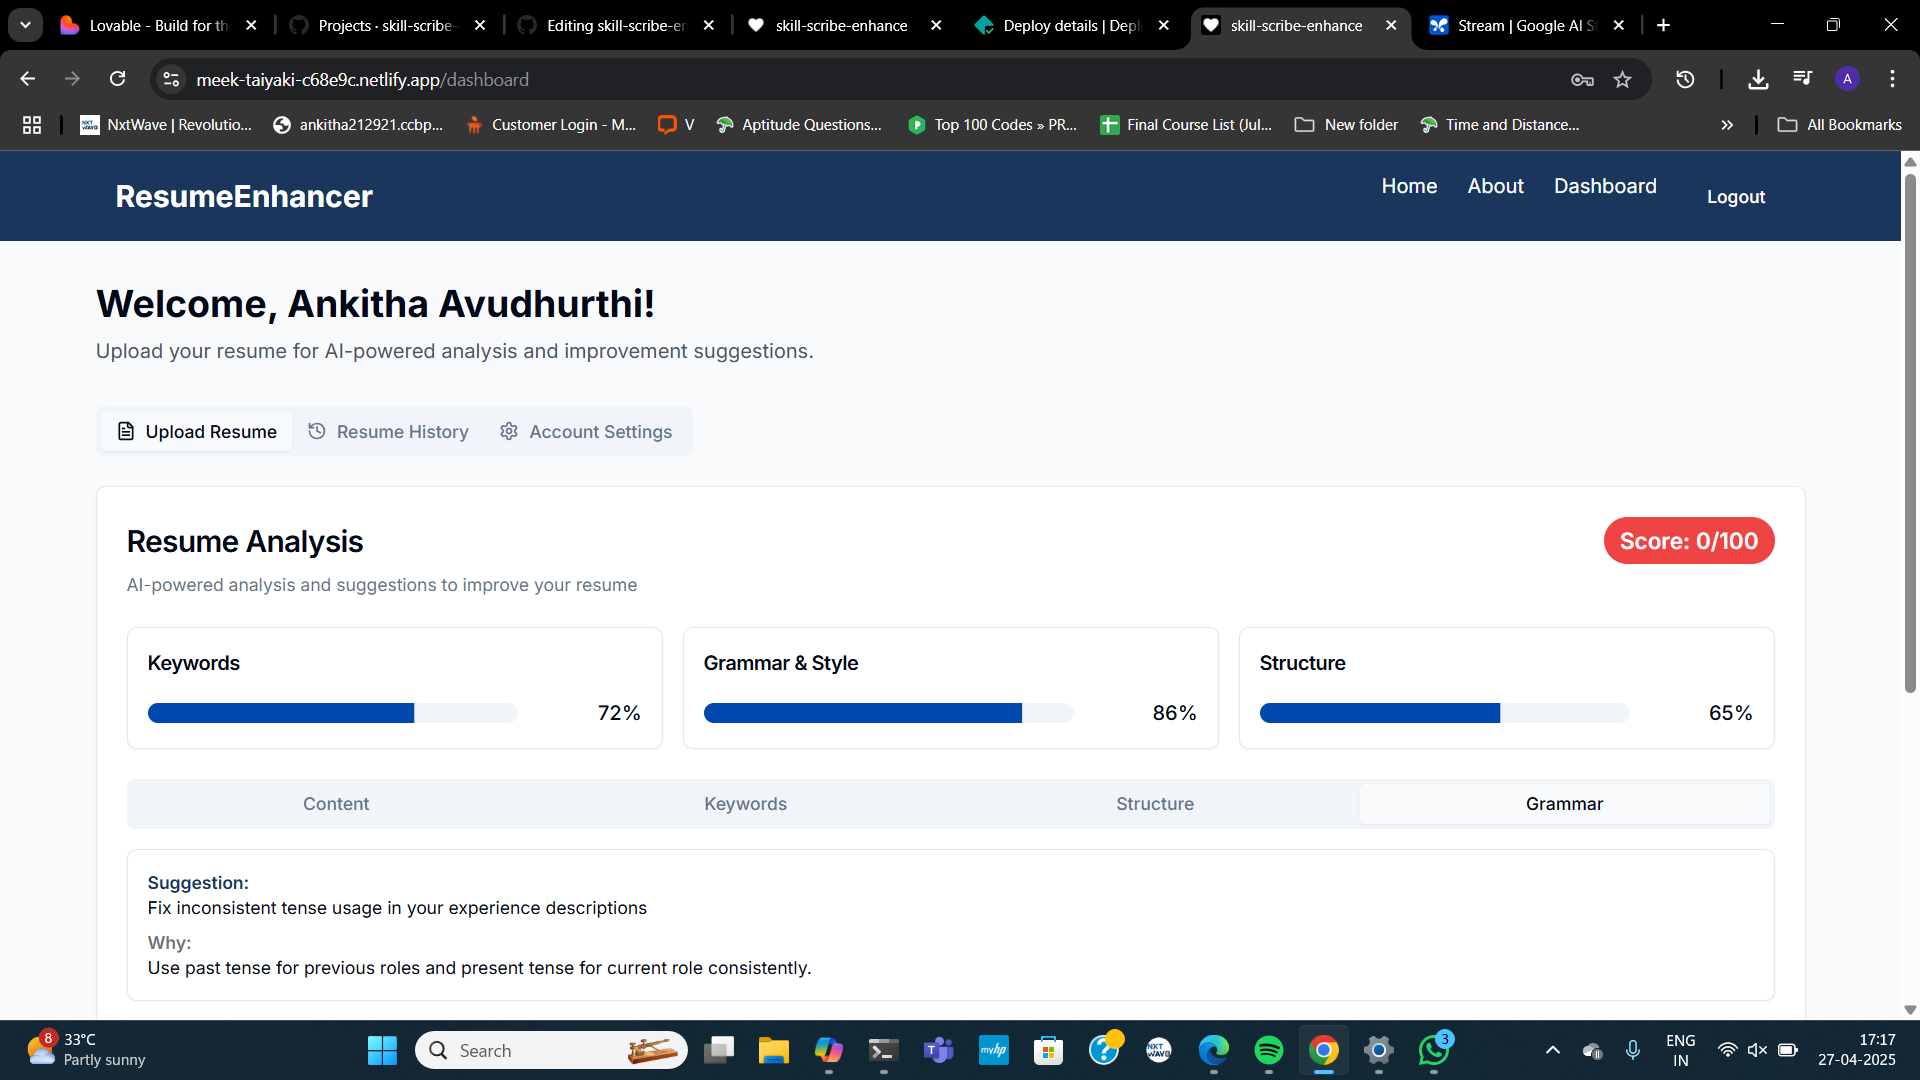 Lovable - Build for th
Projects · skill-scribe-
Editing skill-scribe-en
skill-scribe-enhance
Deploy details | Depl
skill-scribe-enhance
Stream | Google AI S
meek-taiyaki-c68e9c.netlify.app/dashboard
A
NxtWave | Revolutio...
ankitha212921.ccbp...
Customer Login - M...
V
Aptitude Questions...
Top 100 Codes » PR...
Final Course List (Jul...
New folder
Time and Distance...
All Bookmarks
ResumeEnhancer
Home
About
Dashboard
Logout
Welcome, Ankitha Avudhurthi!
Upload your resume for AI-powered analysis and improvement suggestions.
Upload Resume
Resume History
Account Settings
Resume Analysis
Score: 0/100
AI-powered analysis and suggestions to improve your resume
Keywords
72%
Grammar & Style
86%
Structure
65%
Content
Keywords
Structure
Grammar
Suggestion:
Fix inconsistent tense usage in your experience descriptions
Why:
Use past tense for previous roles and present tense for current role consistently.
8
33°C
Partly sunny
Search
myhp
NXT
WAVE
3
ENG
IN
17:17
27-04-2025